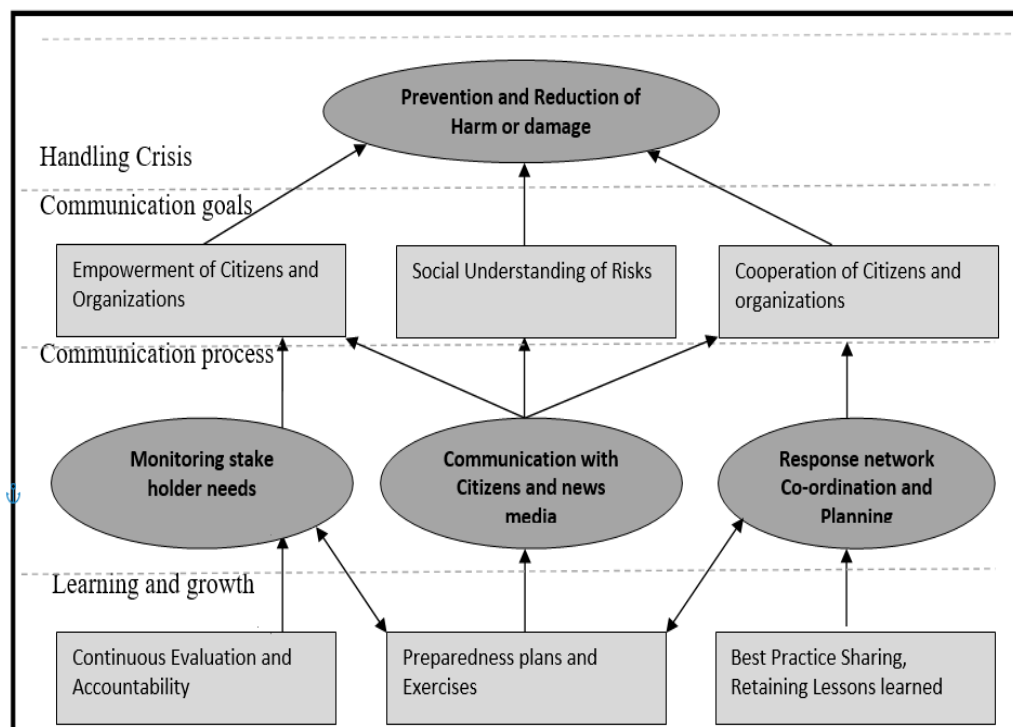 Prevention and Reduction of
Harm or damage
Handling Crisis
Communication goals
Empowerment of Citizens and
Organizations
Social Understanding of Risks
Cooperation of Citizens and
organizations
Communication process
Monitoring stake
holder needs
Communication with
Citizens and news
media
Response network
Co-ordination and
Planning
Learning and growth
Continuous Evaluation and
Accountability
Preparedness plans and
Exercises
Best Practice Sharing,
Retaining Lessons learned